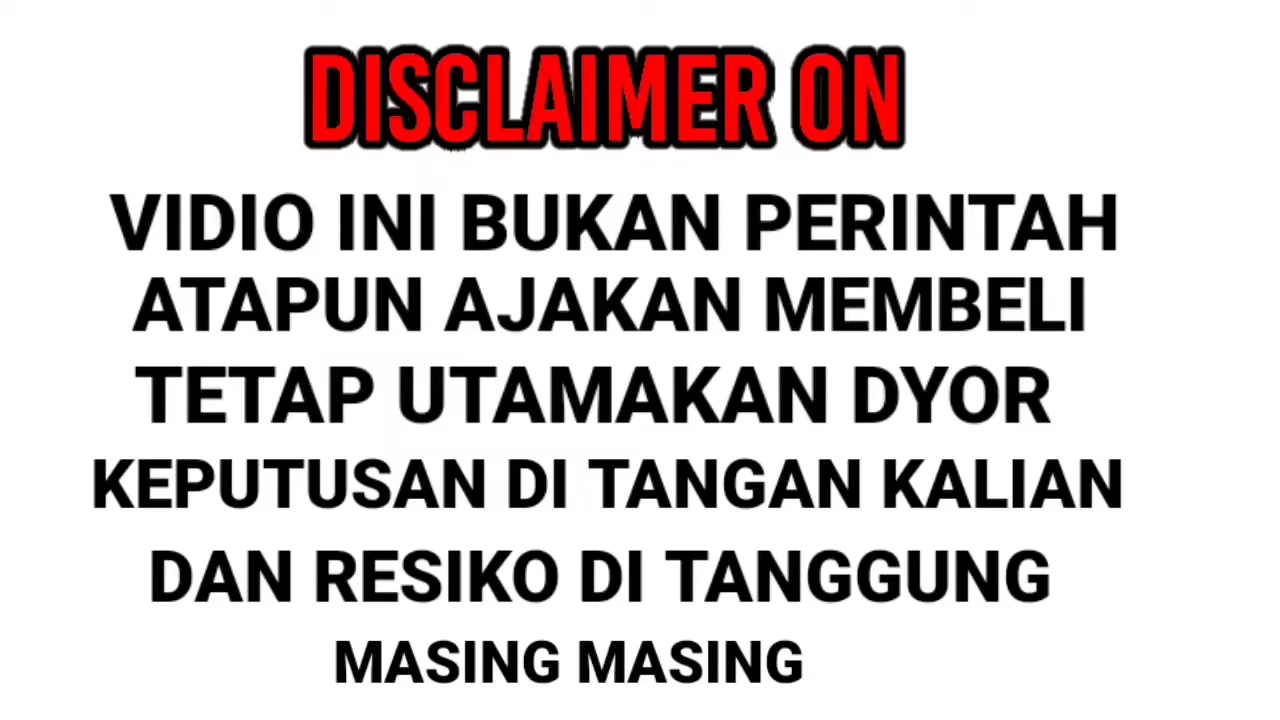 DISCLAIMER ON
VIDIO INI BUKAN PERINTAH
ATAPUN AJAKAN MEMBELI
TETAP UTAMAKAN DYOR
KEPUTUSAN DI TANGAN KALIAN
DAN RESIKO DI TANGGUNG
MASING MASING